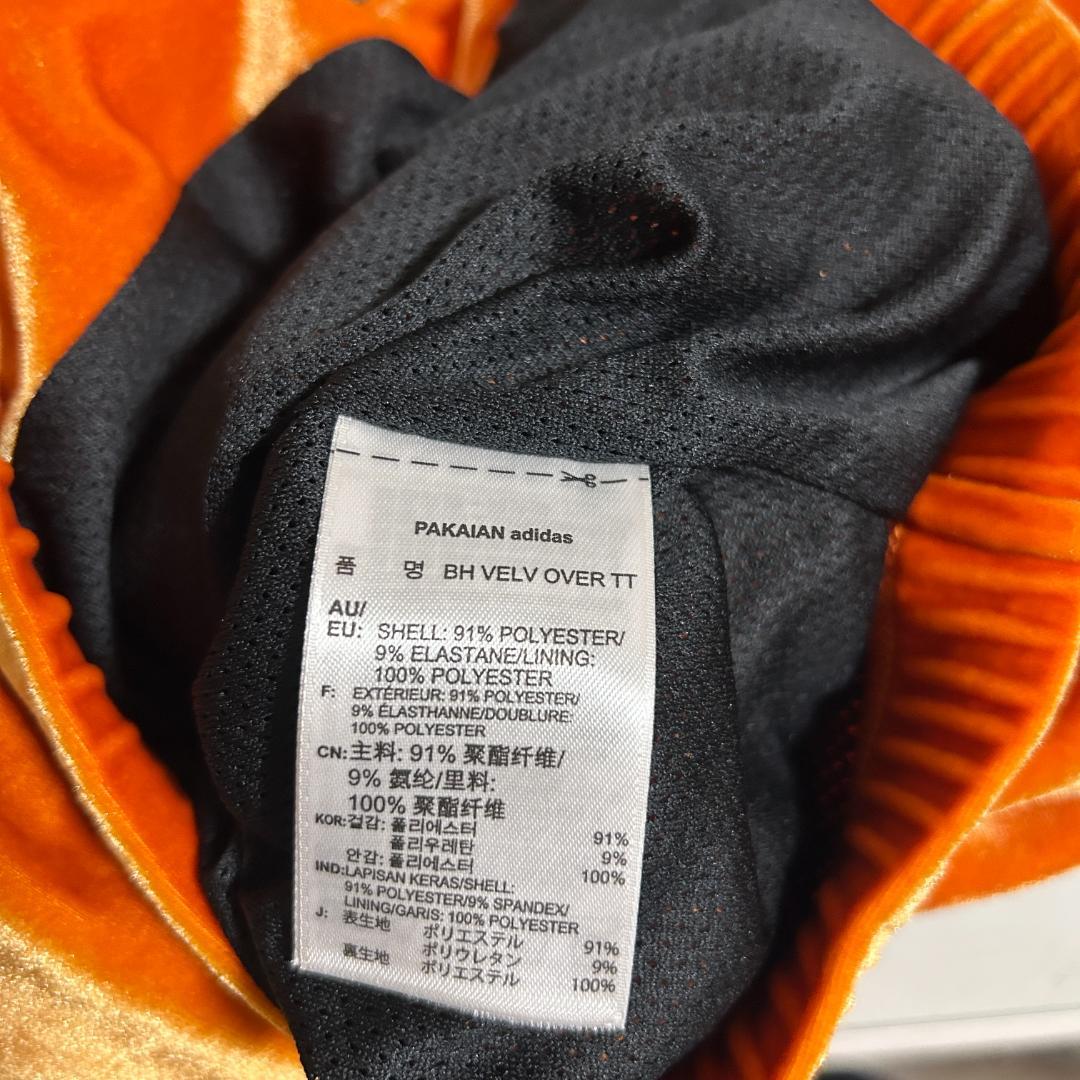 PAKAIAN adidas
품 명 BH VELV OVER TT
AU/
EU: SHELL: 91% POLYESTER/
9% ELASTANE/LINING:
100% POLYESTER
F: EXTÉRIEUR: 91% POLYESTER/
9% ÉLASTHANNE/DOUBLURE:
100% POLYESTER
CN: 主料: 91% 聚酯纤维/
9% 氨纶/里料:
100% 聚酯纤维
KOR: 겉감: 폴리에스터 91%
폴리우레탄 9%
안감: 폴리에스터 100%
IND: LAPISAN KERAS/SHELL:
91% POLYESTER/9% SPANDEX/
LINING/GARIS: 100% POLYESTER
J: 表生地 ポリエステル 91%
ポリウレタン 9%
裏生地 ポリエステル 100%